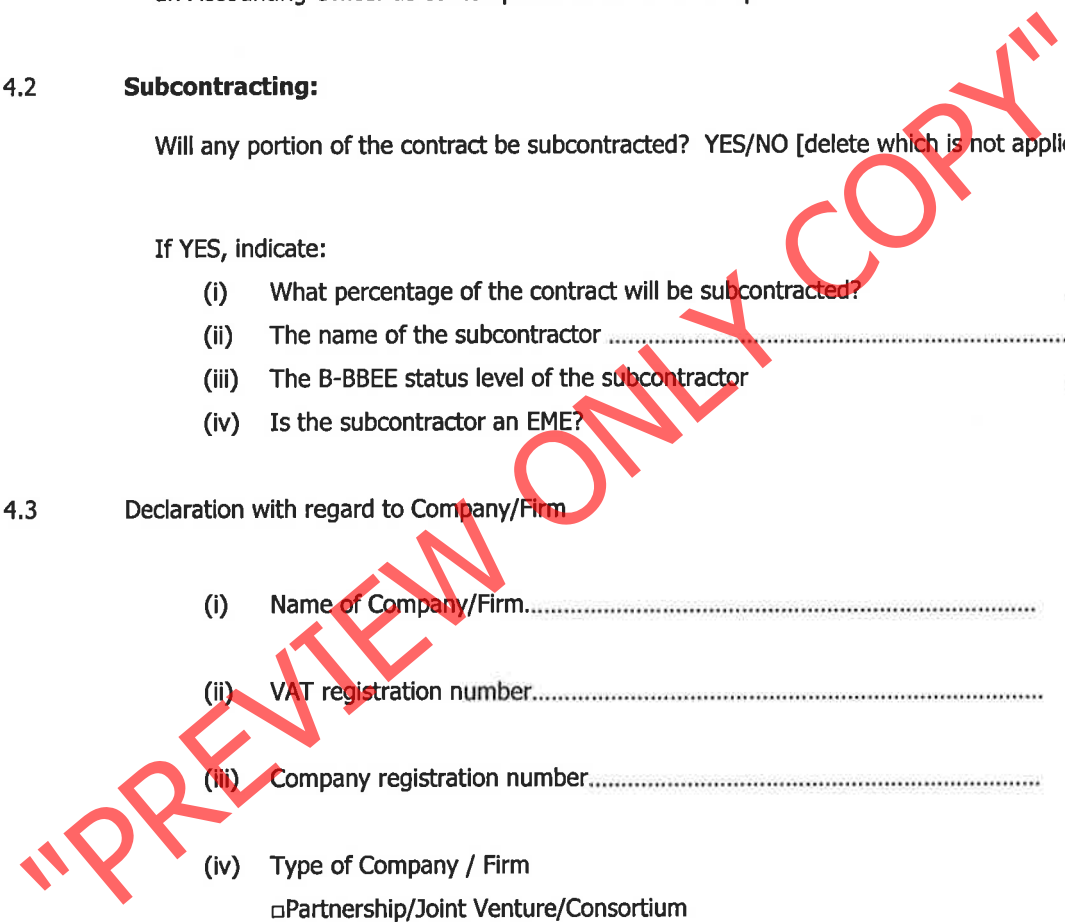 4.2 Subcontracting:
Will any portion of the contract be subcontracted? YES/NO [delete which is not
If YES, indicate:
(i) What percentage of the contract will be subcontracted?
(ii) The name of the subcontractor ..............................................................
(iii) The B-BBEE status level of the subcontractor
(iv) Is the subcontractor an EME?
4.3 Declaration with regard to Company/Firm
(i) Name of Company/Firm......................................................................
(ii) VAT registration number......................................................................
(iii) Company registration number..............................................................
(iv) Type of Company / Firm
□Partnership/Joint Venture/Consortium
"PREVIEW ONLY COPY"